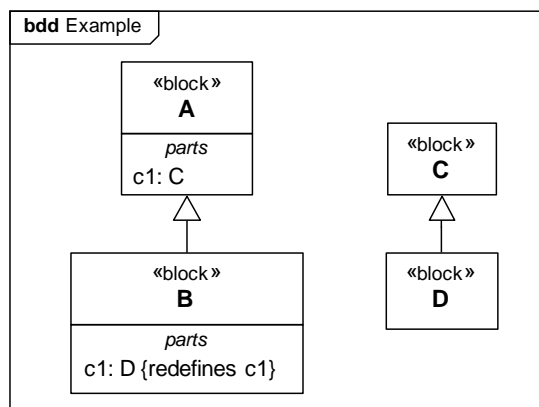 bdd Example
«block»
A
parts
c1: C
«block»
B
parts
c1: D {redefines c1}
«block»
C
«block»
D